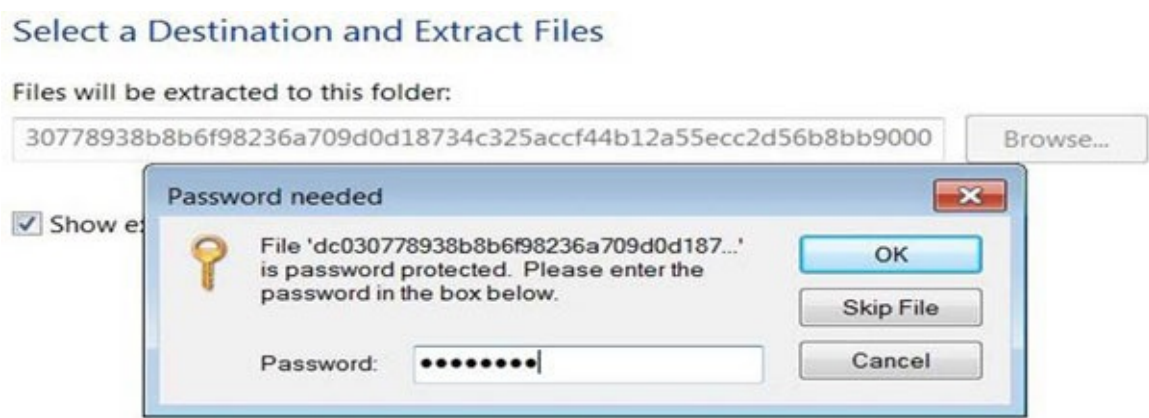 Select a Destination and Extract Files
Files will be extracted to this folder:
30778938b8b6f98236a709d0d18734c325accf44b12a55ecc2d56b8bb9000
Browse...
Password needed
Show e
File 'dc030778938b8b6f98236a709d0d187...'
is password protected. Please enter the
password in the box below.
OK
Skip File
Password: ●●●●●●●●
Cancel